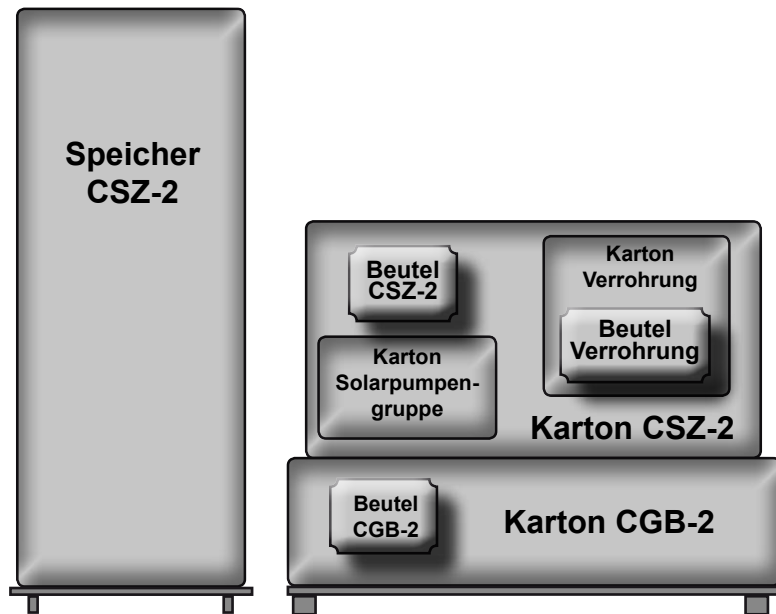 Speicher
CSZ-2
Beutel
CSZ-2
Karton
Verrohrung
Beutel
Verrohrung
Karton
Solarpumpen-
gruppe
Karton CSZ-2
Beutel
CGB-2
Karton CGB-2